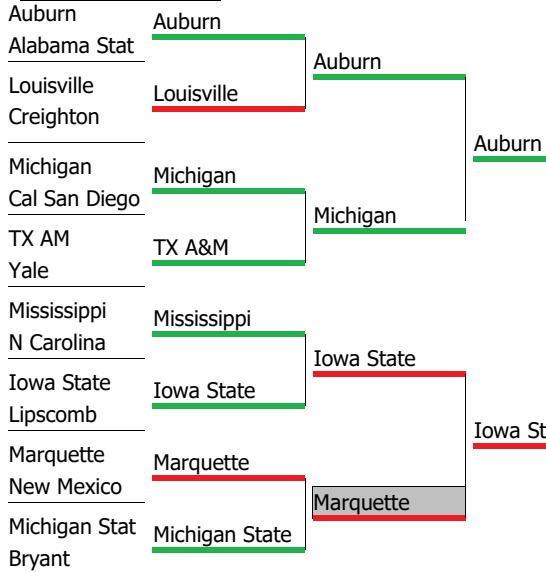 Auburn
Alabama Stat
Louisville
Creighton
Michigan
Cal San Diego
TX AM
Yale
Mississippi
N Carolina
Iowa State
Lipscomb
Marquette
New Mexico
Michigan Stat
Bryant
Auburn
Louisville
Michigan
TX A&M
Mississippi
Iowa State
Marquette
Michigan State
Auburn
Michigan
Iowa State
Marquette
Auburn
Iowa St